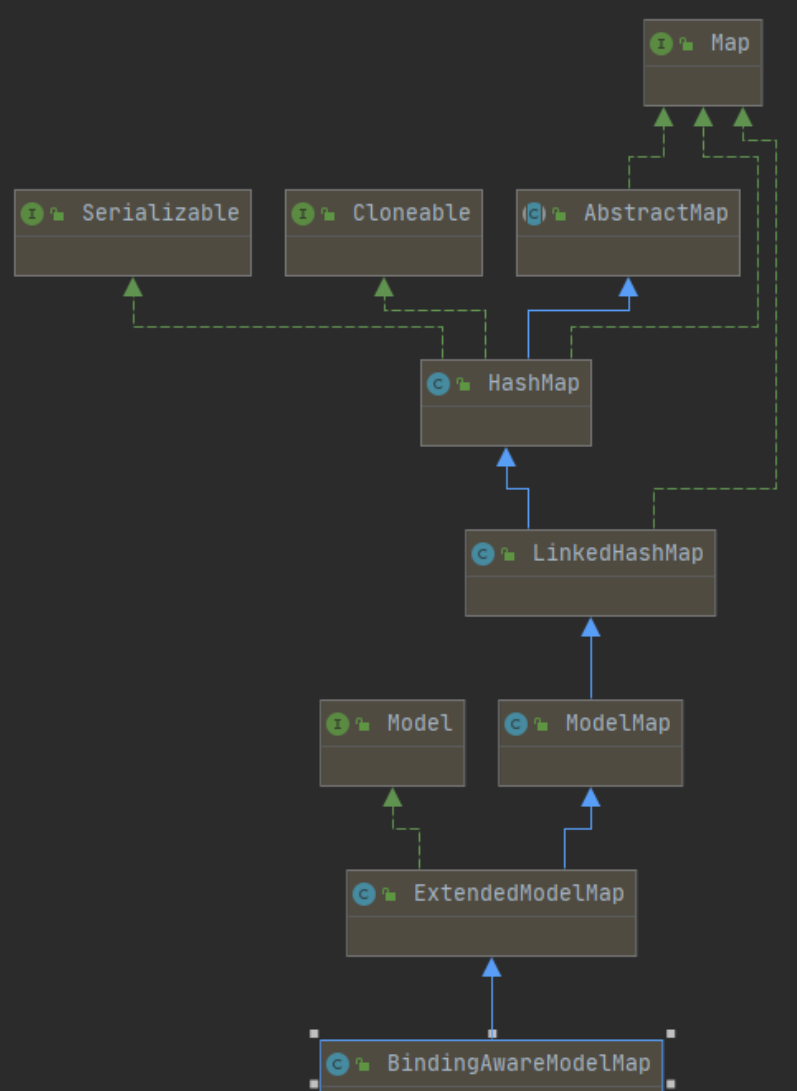 Map
Serializable
Cloneable
AbstractMap
HashMap
LinkedHashMap
Model
ModelMap
ExtendedModelMap
BindingAwareModelMap